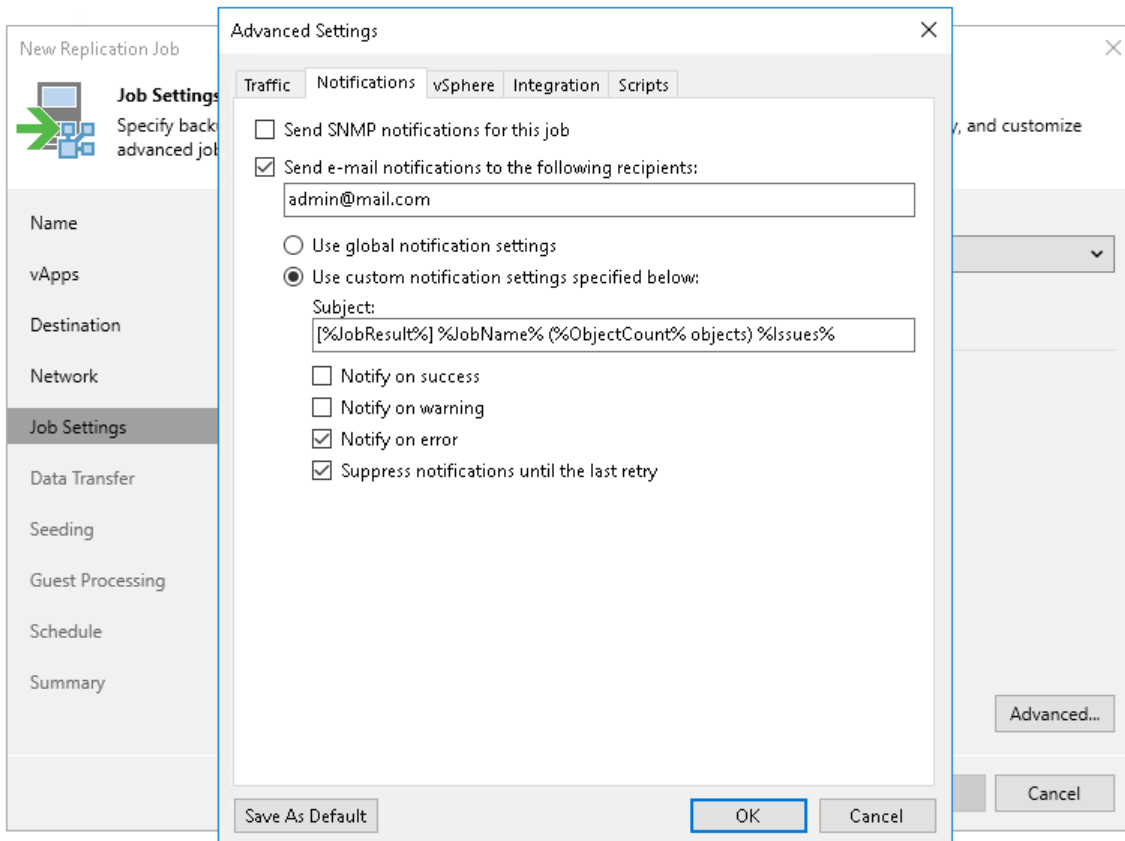 New Replication Job
Job Settings
Specify back
advanced jo
y, and customize
Name
vApps
Destination
Network
Job Settings
Data Transfer
Seeding
Guest Processing
Schedule
Summary
Advanced...
Cancel
Advanced Settings
Traffic
Notifications
vSphere
Integration
Scripts
Send SNMP notifications for this job
Send e-mail notifications to the following recipients:
admin@mail.com
Use global notification settings
Use custom notification settings specified below:
Subject:
[%JobResult%] %JobName% (%ObjectCount% objects) %Issues%
Notify on success
Notify on warning
Notify on error
Suppress notifications until the last retry
Save As Default
OK
Cancel